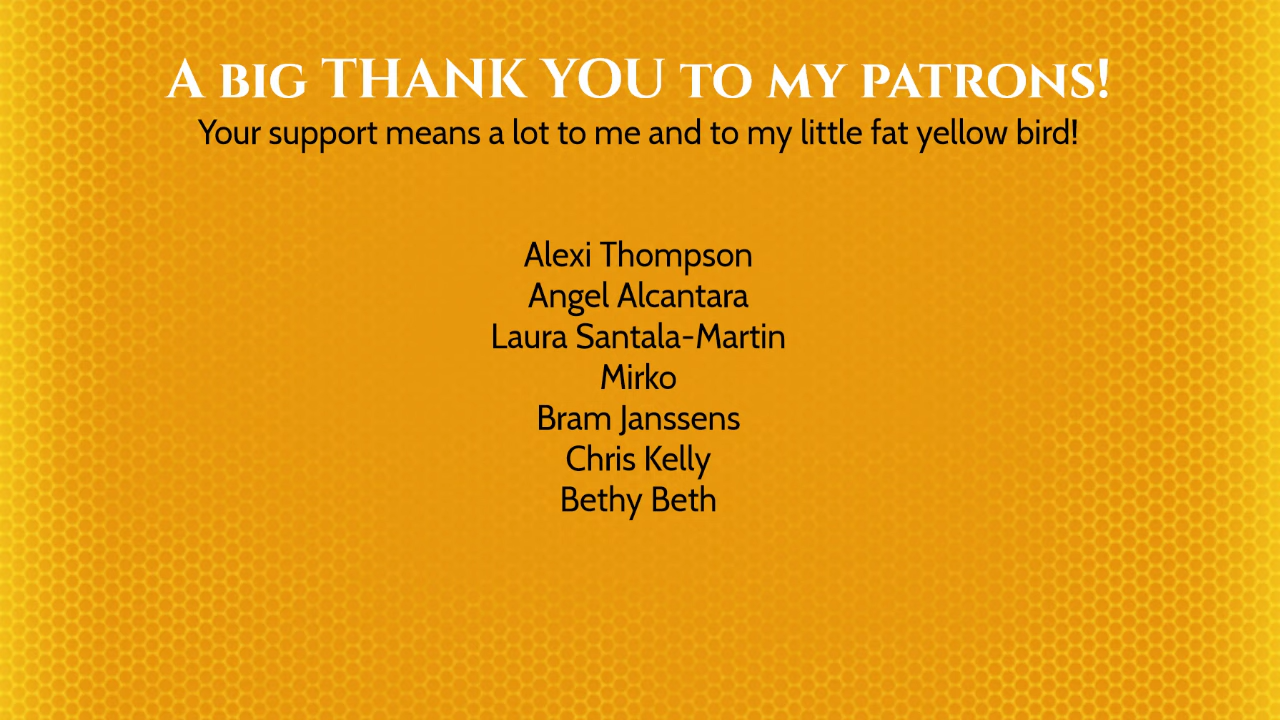 A BIG THANK YOU TO MY PATRONS!
Your support means a lot to me and to my little fat yellow bird!
Alexi Thompson
Angel Alcantara
Laura Santala-Martin
Mirko
Bram Janssens
Chris Kelly
Bethy Beth